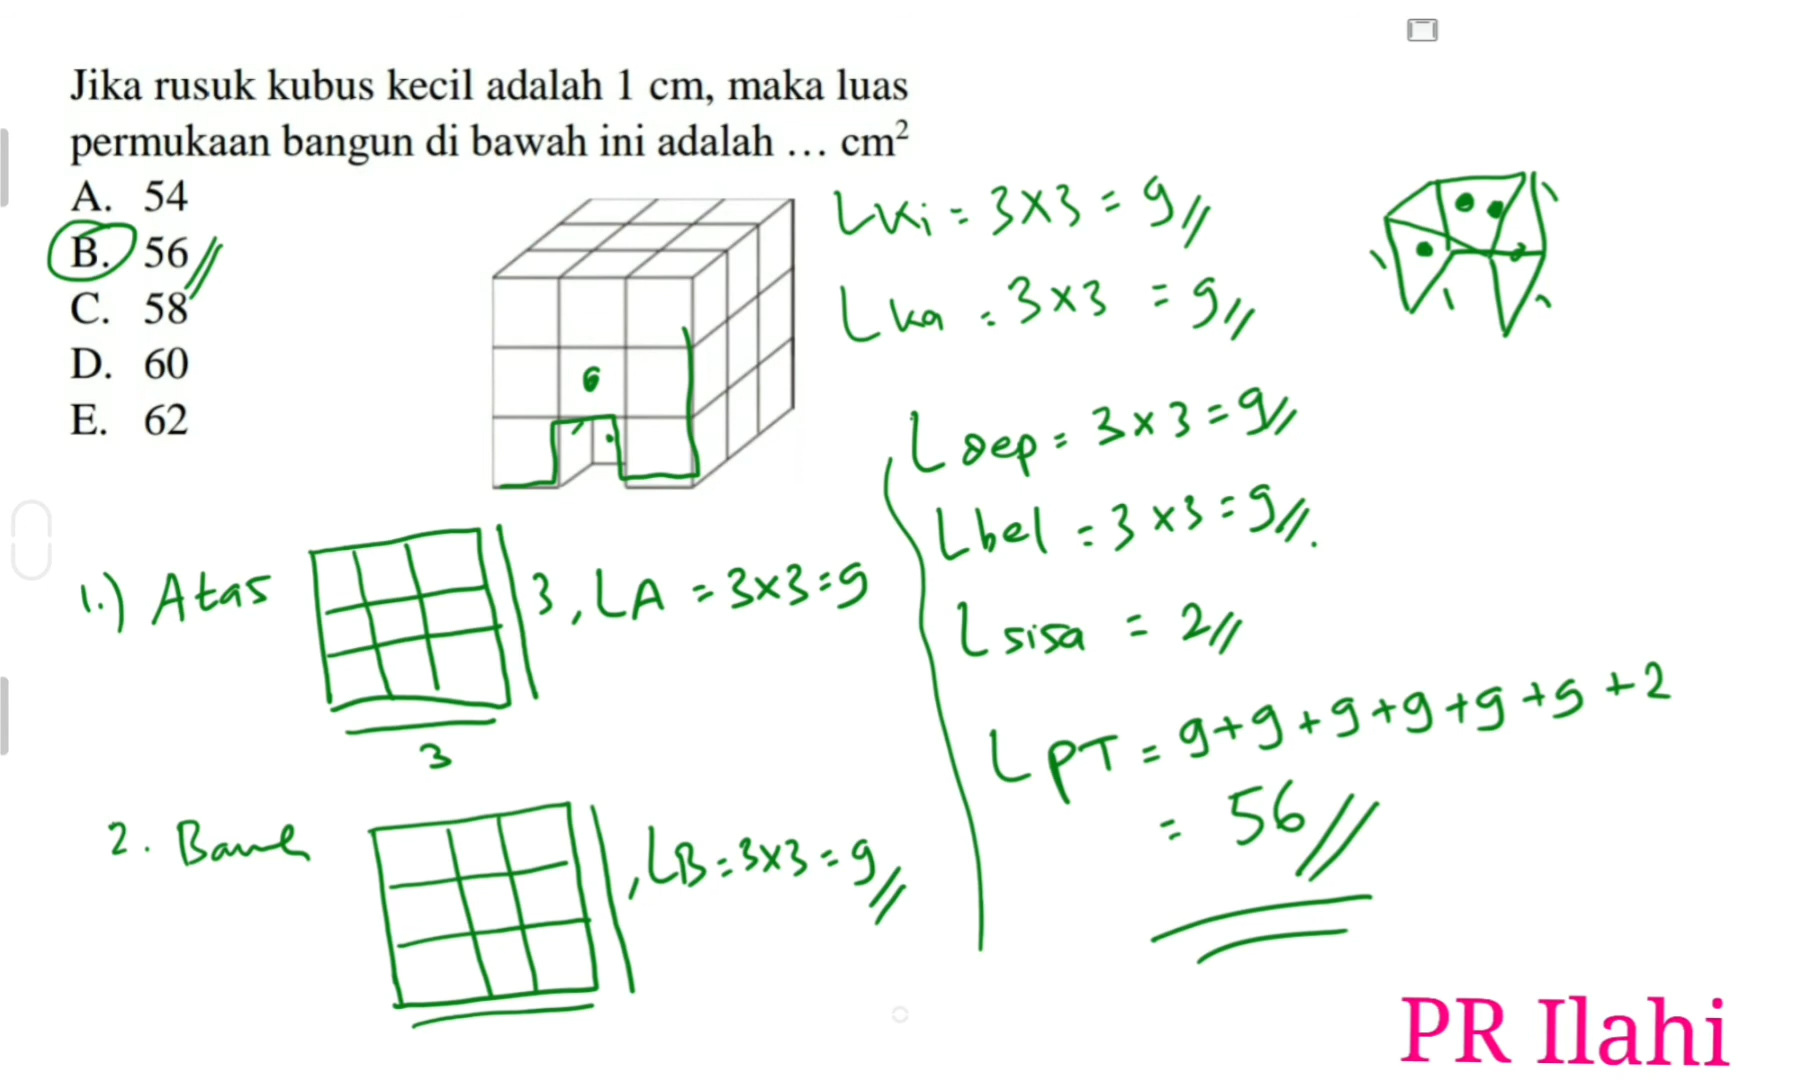 Jika rusuk kubus kecil adalah 1 cm, maka luas
permukaan bangun di bawah ini adalah … cm²
A. 54
B. 56
C. 58
D. 60
E. 62
LKi = 3x3 = 9
Lka = 3x3 = 9
Ldep = 3x3 = 9
Lbel = 3x3 = 9
Lsisa = 2
LPT = 9+9+9+9+9+9+2
= 56
1.) Atas
3, LA = 3x3=9
3
2. Bawah
, LB=3x3=9
PR Ilahi